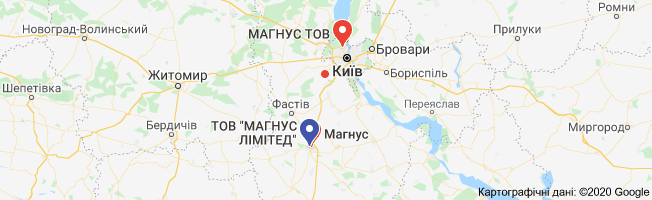 Ромни
Новоград-Волинський
МАГНУС ТОВ
Прилуки
Бровари
Київ
Бориспіль
Житомир
Шепетівка
Фастів
Переяслав
Бердичів
ТОВ "МАГНУС
ЛІМІТЕД"
Магнус
Миргород
Картографічні дані: ©2020 Google